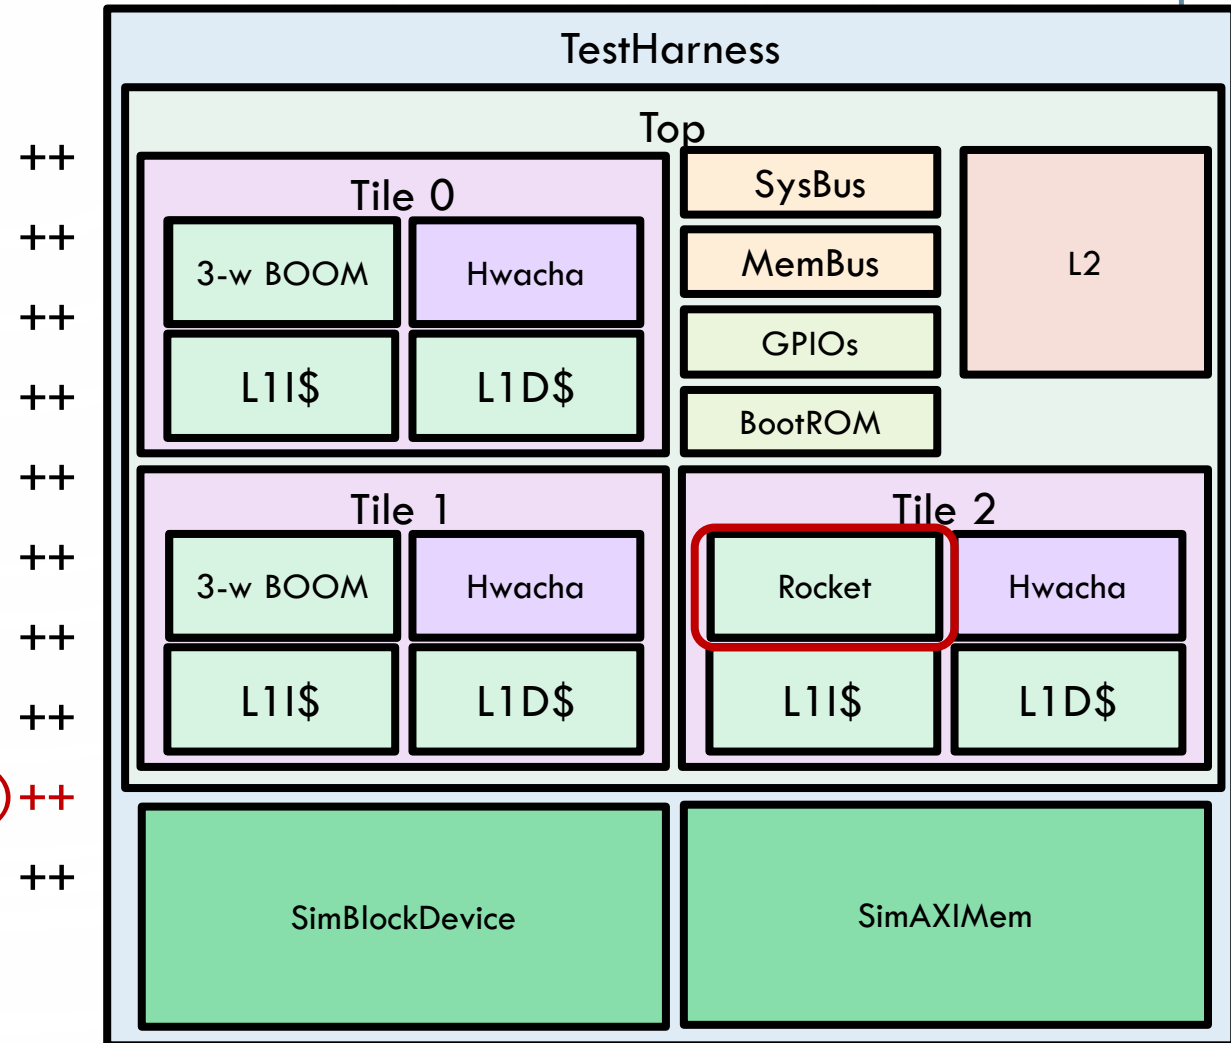 TestHarness
Top
++
++
++
++
++
++
++
++
) ++
++
Tile 0
3-w BOOM
Hwacha
L1I$
L1D$
SysBus
MemBus
GPIOs
BootROM
L2
Tile 1
3-w BOOM
Hwacha
L1I$
L1D$
Tile 2
Rocket
Hwacha
L1I$
L1D$
SimBlockDevice
SimAXIMem